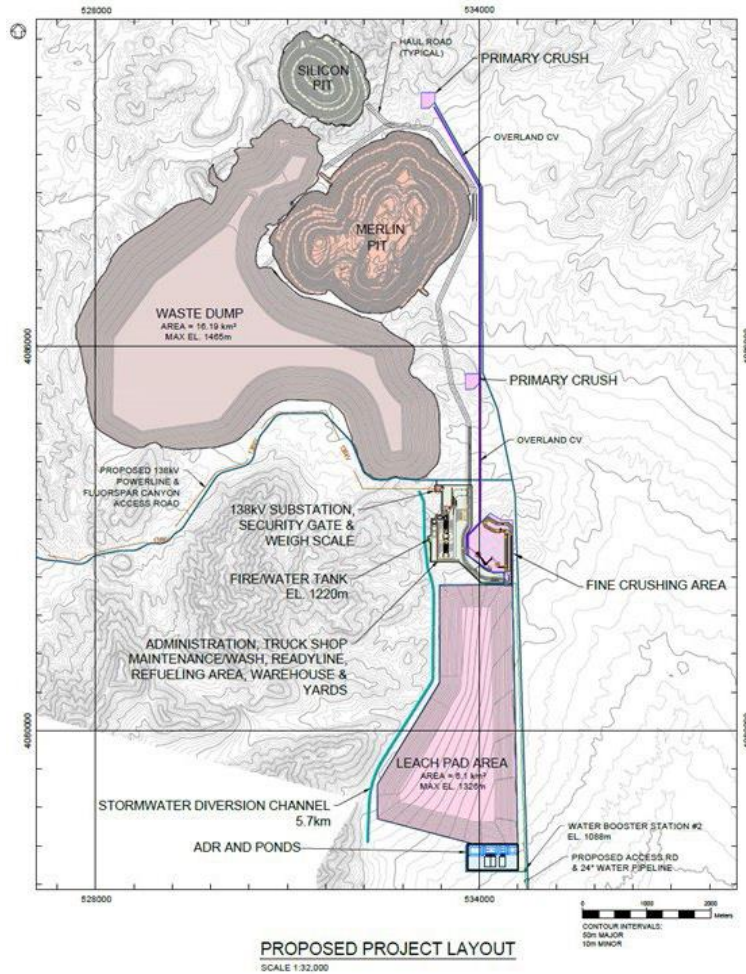 528000
534000
HAUL ROAD
(TYPICAL)
PRIMARY CRUSH
SILICON
PIT
OVERLAND CV
MERLIN
PIT
WASTE DUMP
AREA = 16.19 km²
MAX EL. 1465m
PRIMARY CRUSH
OVERLAND CV
PROPOSED 138kV
POWERLINE &
FLUORSPAR CANYON
ACCESS ROAD
138kV SUBSTATION,
SECURITY GATE &
WEIGH SCALE
FIRE/WATER TANK
EL. 1220m
FINE CRUSHING AREA
ADMINISTRATION, TRUCK SHOP
MAINTENANCE/WASH, READYLINE,
REFUELING AREA, WAREHOUSE &
YARDS
LEACH PAD AREA
MAX EL. 1326m
STORMWATER DIVERSION CHANNEL
5.7km
ADR AND PONDS
WATER BOOSTER STATION #2
EL. 1088m
PROPOSED ACCESS RD
& 24" WATER PIPELINE
528000
534000
0 1000 2000
Meters
CONTOUR INTERVALS:
50m MAJOR
10m MINOR
PROPOSED PROJECT LAYOUT
SCALE 1:32,000